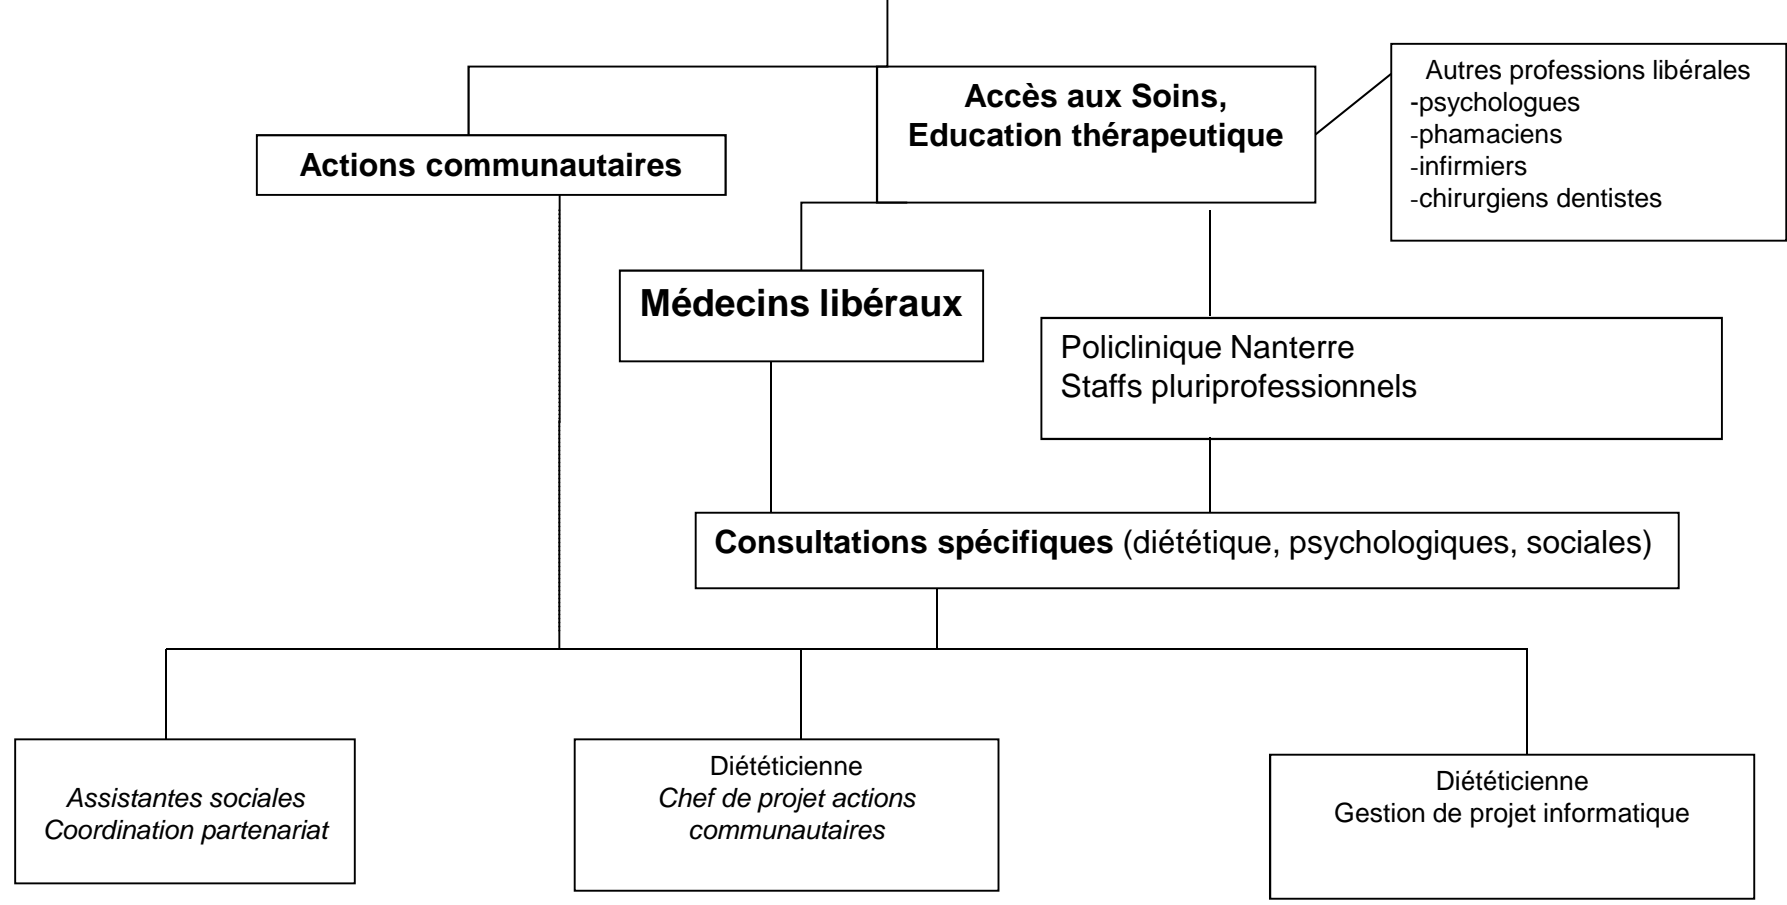 Accès aux Soins,
Education thérapeutique
Autres professions libérales
-psychologues
-phamaciens
-infirmiers
-chirurgiens dentistes
Actions communautaires
Médecins libéraux
Policlinique Nanterre
Staffs pluriprofessionnels
Consultations spécifiques (diététique, psychologiques, sociales)
Assistantes sociales
Coordination partenariat
Diététicienne
Chef de projet actions
communautaires
Diététicienne
Gestion de projet informatique